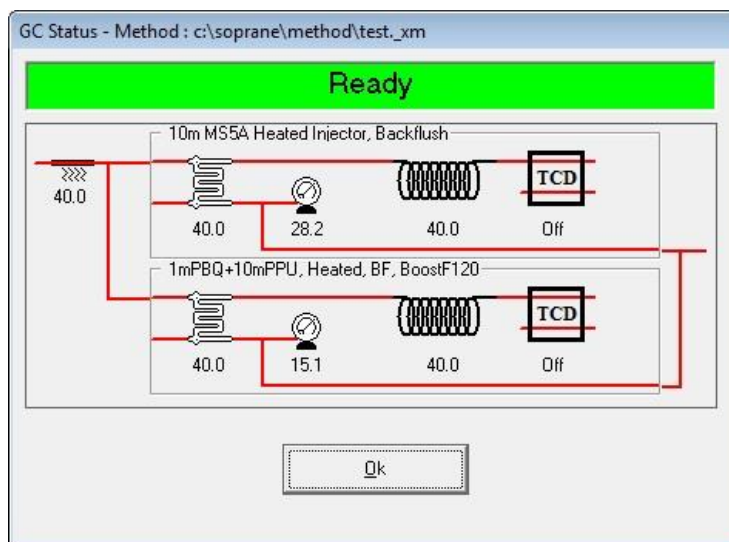 GC Status - Method : c:\soprane\method\test._xm
Ready
10m MS5A Heated Injector, Backflush
TCD
40.0
40.0 28.2 40.0 Off
1mPBQ+10mPPU, Heated, BF, BoostF120
TCD
40.0 15.1 40.0 Off
Ok